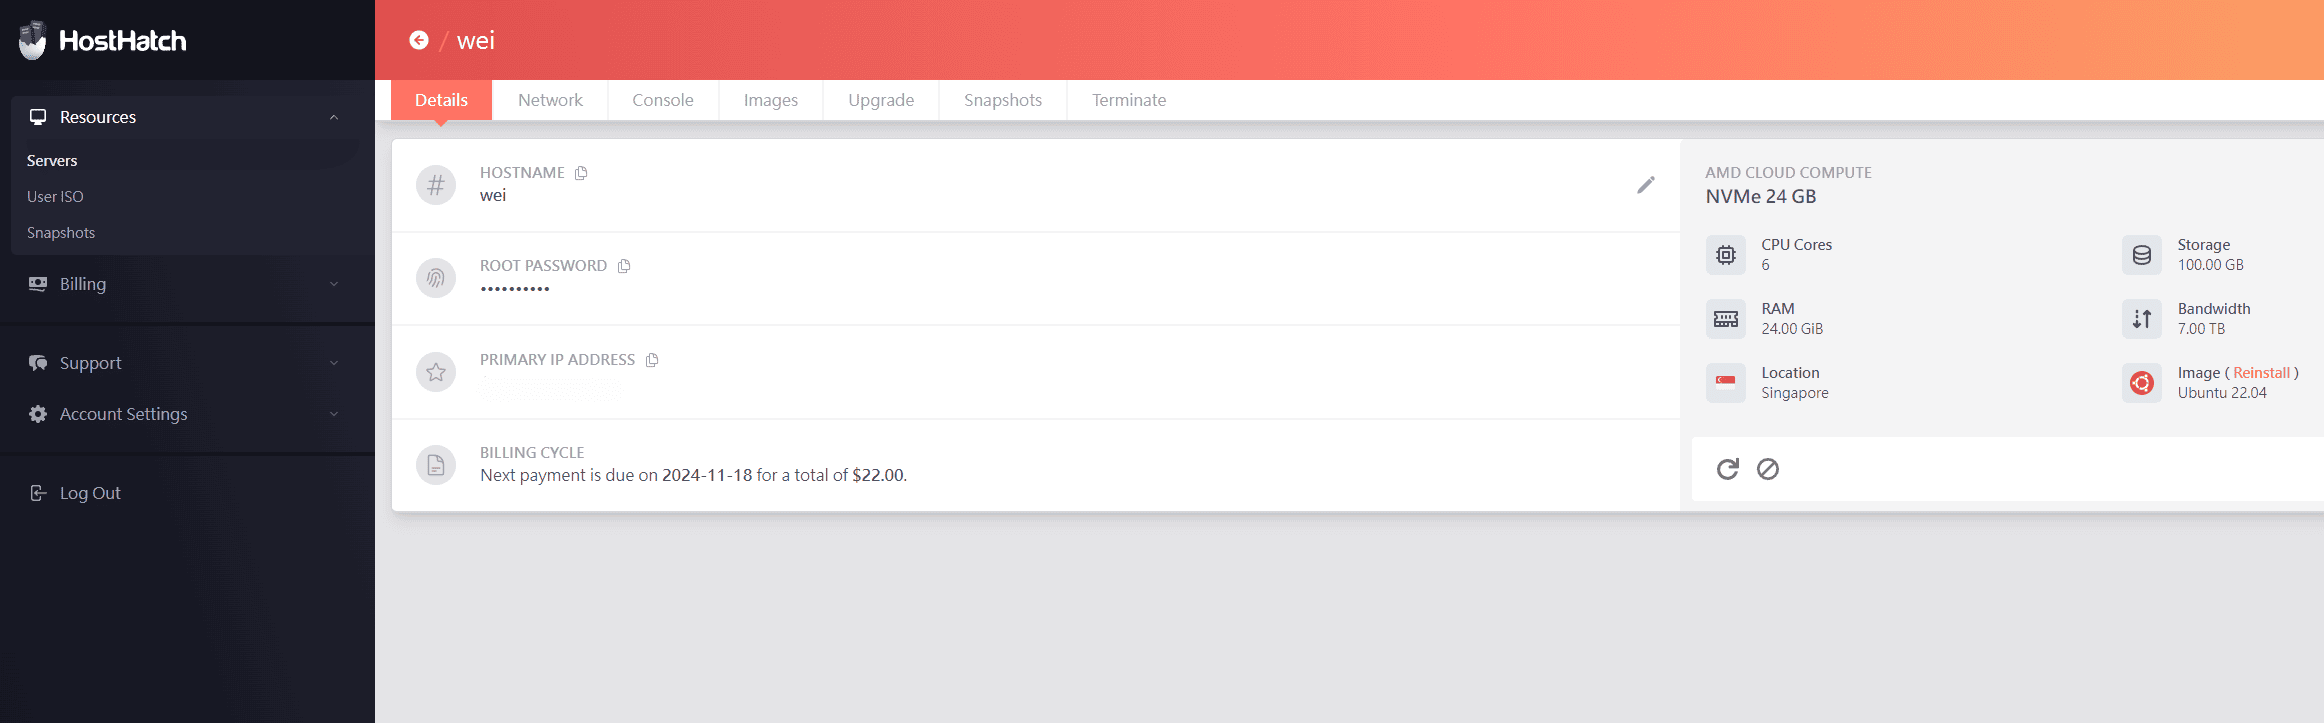 HostHatch
/ wei
Resources
Servers
User ISO
Snapshots
Billing
Support
Account Settings
Log Out
Details
Network
Console
Images
Upgrade
Snapshots
Terminate
HOSTNAME
wei
ROOT PASSWORD
••••••••••
PRIMARY IP ADDRESS
BILLING CYCLE
Next payment is due on 2024-11-18 for a total of $22.00.
AMD CLOUD COMPUTE
NVMe 24 GB
CPU Cores
6
Storage
100.00 GB
RAM
24.00 GiB
Bandwidth
7.00 TB
Location
Singapore
Image ( Reinstall )
Ubuntu 22.04